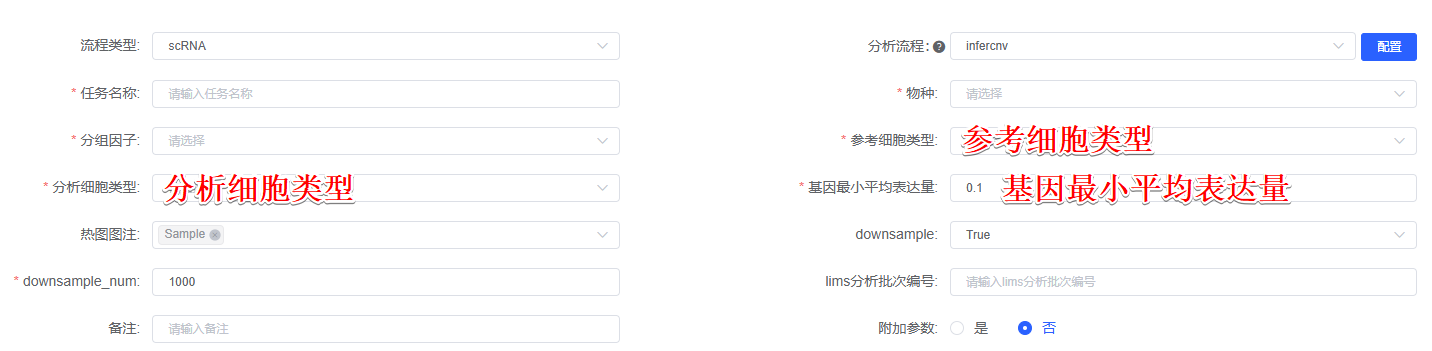 流程类型: scRNA 分析流程: ? infercnv 配置
* 任务名称: 请输入任务名称 * 物种: 请选择
* 分组因子: 请选择 * 参考细胞类型: 参考细胞类型
* 分析细胞类型: 分析细胞类型 * 基因最小平均表达量: 0.1 基因最小平均表达量
热图图注: Sample downsample: True
* downsample_num: 1000 lims分析批次编号: 请输入lims分析批次编号
备注: 请输入备注 附加参数: 是 否